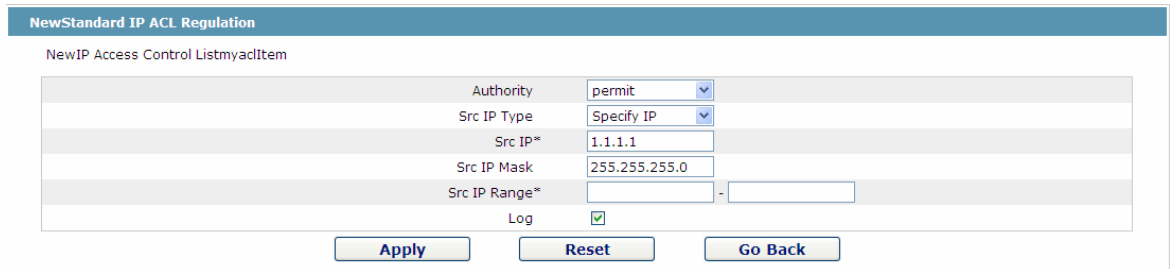 NewStandard IP ACL Regulation
NewIP Access Control ListmyaclItem
Authority permit
Src IP Type Specify IP
Src IP* 1.1.1.1
Src IP Mask 255.255.255.0
Src IP Range* -
Log
Apply Reset Go Back